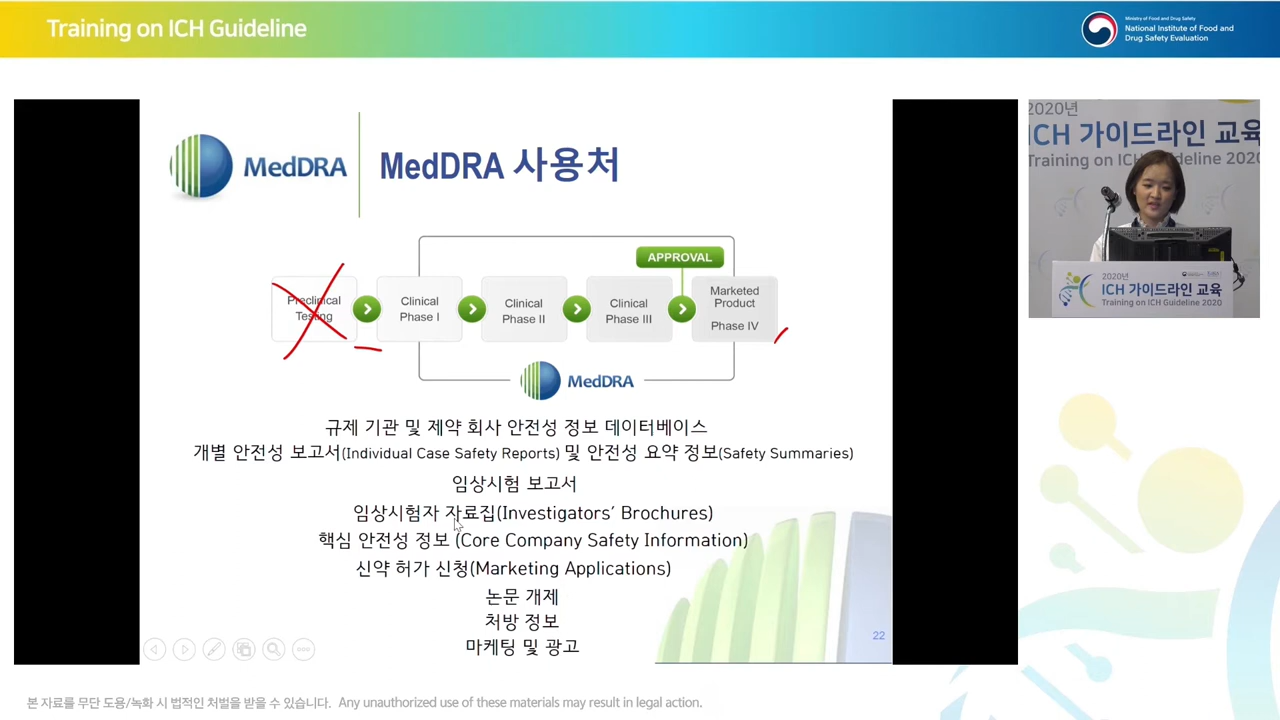 Training on ICH Guideline
Ministry of Food and Drug Safety
National Institute of Food and
Drug Safety Evaluation
MedDRA
MedDRA 사용처
APPROVAL
Preclinical
Testing
Clinical
Phase I
Clinical
Phase II
Clinical
Phase III
Marketed
Product
Phase IV
MedDRA
규제 기관 및 제약 회사 안전성 정보 데이터베이스
개별 안전성 보고서(Individual Case Safety Reports) 및 안전성 요약 정보(Safety Summaries)
임상시험 보고서
임상시험자 자료집(Investigators' Brochures)
핵심 안전성 정보 (Core Company Safety Information)
신약 허가 신청(Marketing Applications)
논문 개제
처방 정보
마케팅 및 광고
22
2020년
ICH 가이드라인 교육
Training on ICH Guideline 2020
2020년
ICH 가이드라인 교육
Training on ICH Guideline 2020
본 자료를 무단 도용/녹화 시 법적인 처벌을 받을 수 있습니다. Any unauthorized use of these materials may result in legal action.